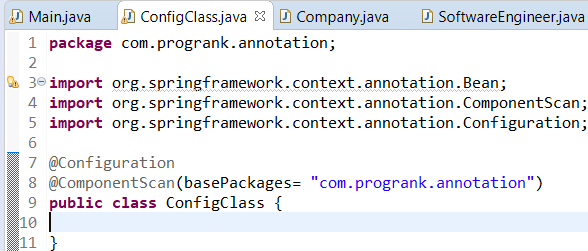 Main.java ConfigClass.java Company.java SoftwareEngineer.java
1 package com.progrank.annotation;
2
3 import org.springframework.context.annotation.Bean;
4 import org.springframework.context.annotation.ComponentScan;
5 import org.springframework.context.annotation.Configuration;
6
7 @Configuration
8 @ComponentScan(basePackages= "com.progrank.annotation")
9 public class ConfigClass {
10
11 }